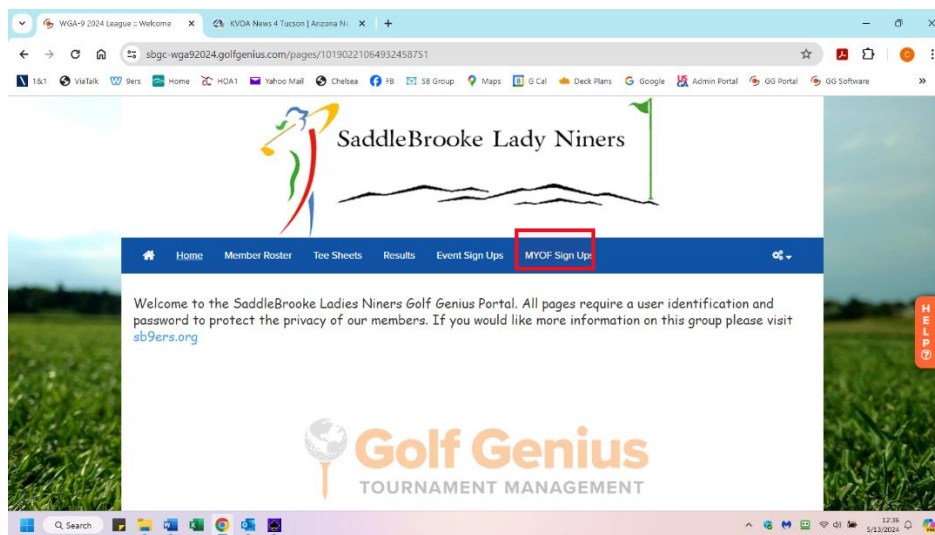 WGA-9 2024 League :: Welcome
KVOA News 4 Tucson | Arizona N
sbgc-wga92024.golfgenius.com/pages/10190221064932458751
1&1 ViaTalk 9ers Home HOA1 Yahoo Mail Chelsea FB SB Group Maps G Cal Deck Plans Google Admin Portal GG Portal GG Software »
SaddleBrooke Lady Niners
Home Member Roster Tee Sheets Results Event Sign Ups MYOF Sign Ups
Welcome to the SaddleBrooke Ladies Niners Golf Genius Portal. All pages require a user identification and
password to protect the privacy of our members. If you would like more information on this group please visit
sb9ers.org
HELP
Golf Genius
TOURNAMENT MANAGEMENT
Search
12:36
5/13/2024